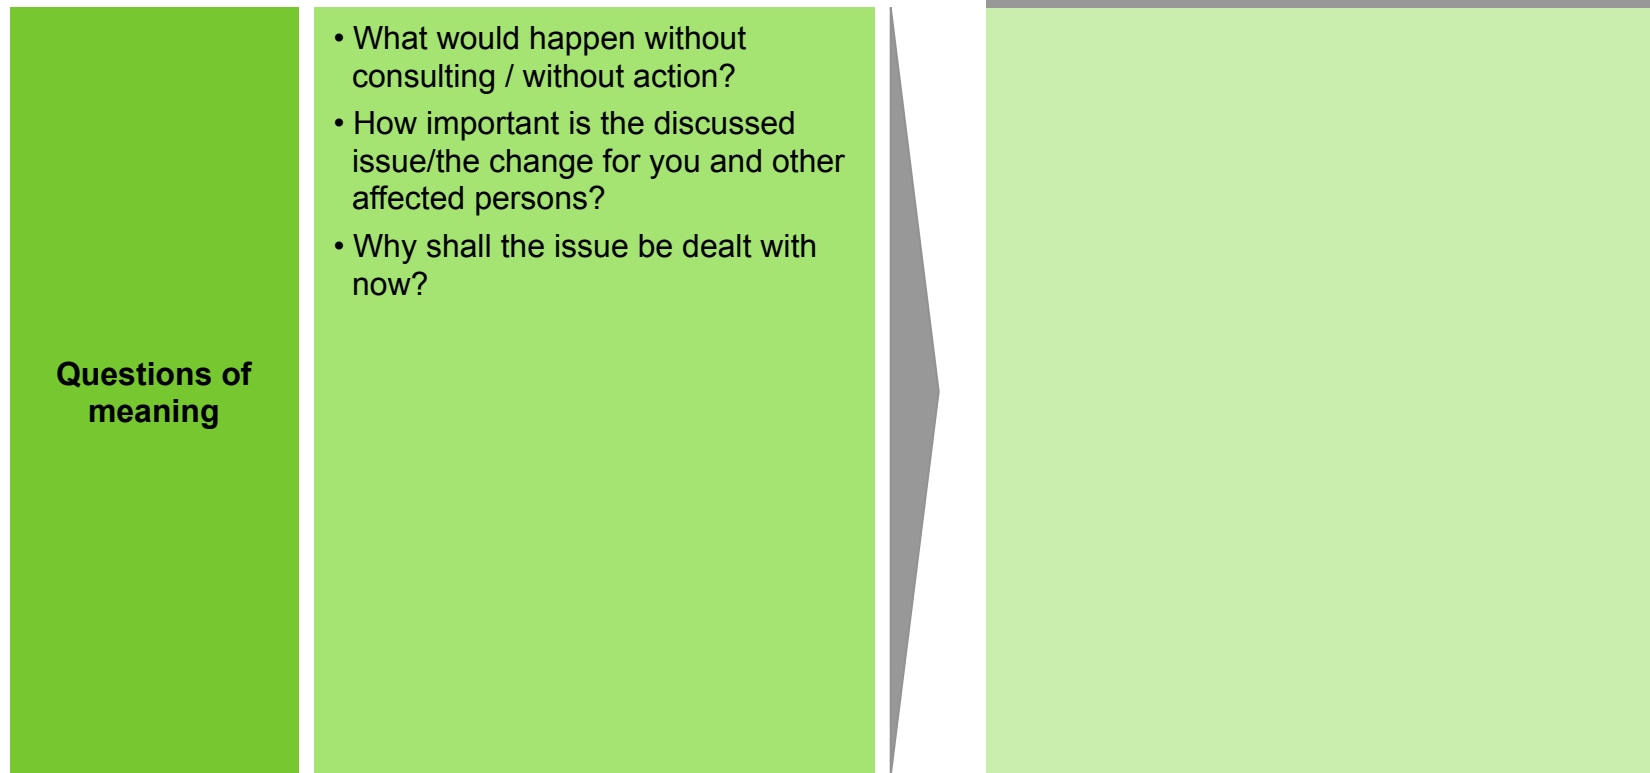 Questions of
meaning
• What would happen without
consulting / without action?
• How important is the discussed
issue/the change for you and other
affected persons?
• Why shall the issue be dealt with
now?